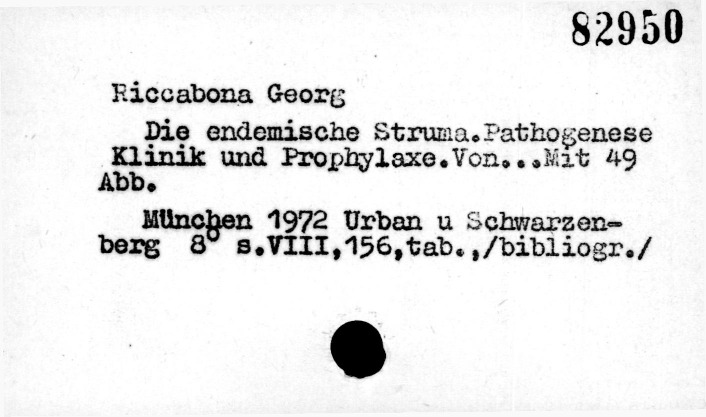 82950
Riccabona Georg
Die endemische Struma.Pathogenese
Klinik und Prophylaxe.Von...Mit 49
Abb.
München 1972 Urban u Schwarzen-
berg 8° s.VIII,156,tab.,/bibliogr./